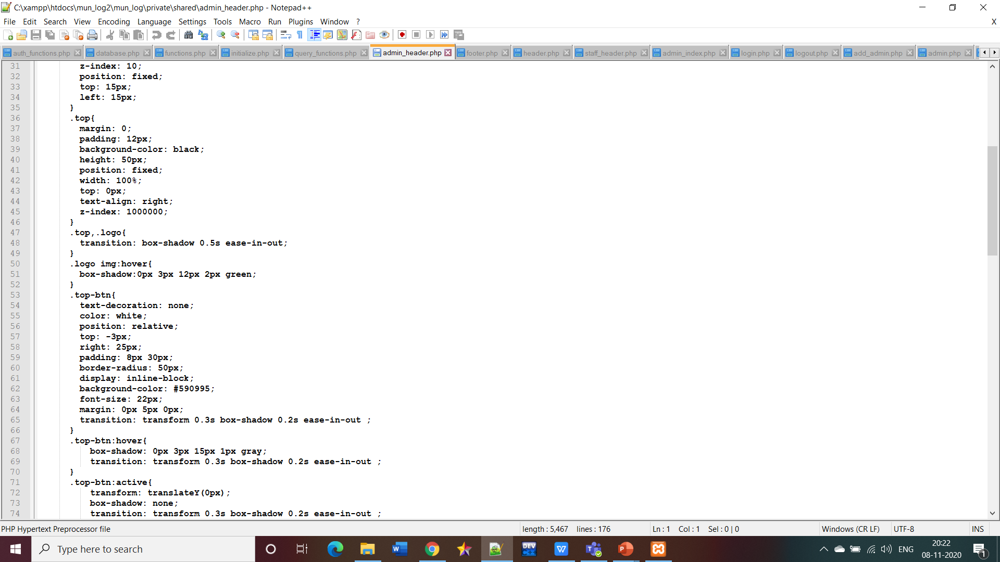 C:\xampp\htdocs\mun_log2\mun_log\private\shared\admin_header.php - Notepad++
File Edit Search View Encoding Language Settings Tools Macro Run Plugins Window ? X
auth_functions.php database.php functions.php initialize.php query_functions.php admin_header.php footer.php header.php staff_header.php admin_index.php login.php logout.php add_admin.php admin.php
31 z-index: 10;
32 position: fixed;
33 top: 15px;
34 left: 15px;
35 }
36 .top{
37 margin: 0;
38 padding: 12px;
39 background-color: black;
40 height: 50px;
41 position: fixed;
42 width: 100%;
43 top: 0px;
44 text-align: right;
45 z-index: 1000000;
46 }
47 .top,.logo{
48 transition: box-shadow 0.5s ease-in-out;
49 }
50 .logo img:hover{
51 box-shadow:0px 3px 12px 2px green;
52 }
53 .top-btn{
54 text-decoration: none;
55 color: white;
56 position: relative;
57 top: -3px;
58 right: 25px;
59 padding: 8px 30px;
60 border-radius: 50px;
61 display: inline-block;
62 background-color: #590995;
63 font-size: 22px;
64 margin: 0px 5px 0px;
65 transition: transform 0.3s box-shadow 0.2s ease-in-out ;
66 }
67 .top-btn:hover{
68 box-shadow: 0px 3px 15px 1px gray;
69 transition: transform 0.3s box-shadow 0.2s ease-in-out ;
70 }
71 .top-btn:active{
72 transform: translateY(0px);
73 box-shadow: none;
74 transition: transform 0.3s box-shadow 0.2s ease-in-out ;
PHP Hypertext Preprocessor file length : 5,467 lines : 176 Ln : 1 Col : 1 Sel : 0 | 0 Windows (CR LF) UTF-8 INS
Type here to search
DEV
ENG
20:22
08-11-2020
1